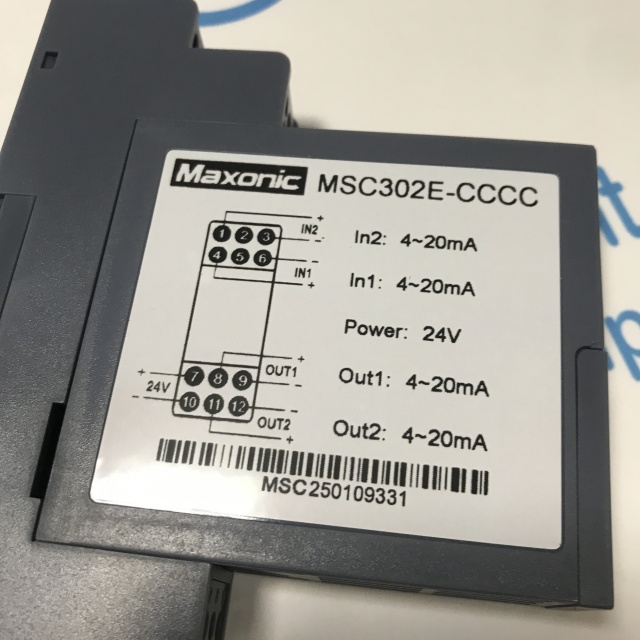 Maxonic MSC302E-CCCC
+
1 2 3 IN2 -
In2: 4~20mA
4 5 6 -
IN1
+
In1: 4~20mA
Power: 24V
+
+ 7 8 9 OUT1 -
24V
Out1: 4~20mA
- 10 11 12 -
OUT2
+
Out2: 4~20mA
MSC250109331